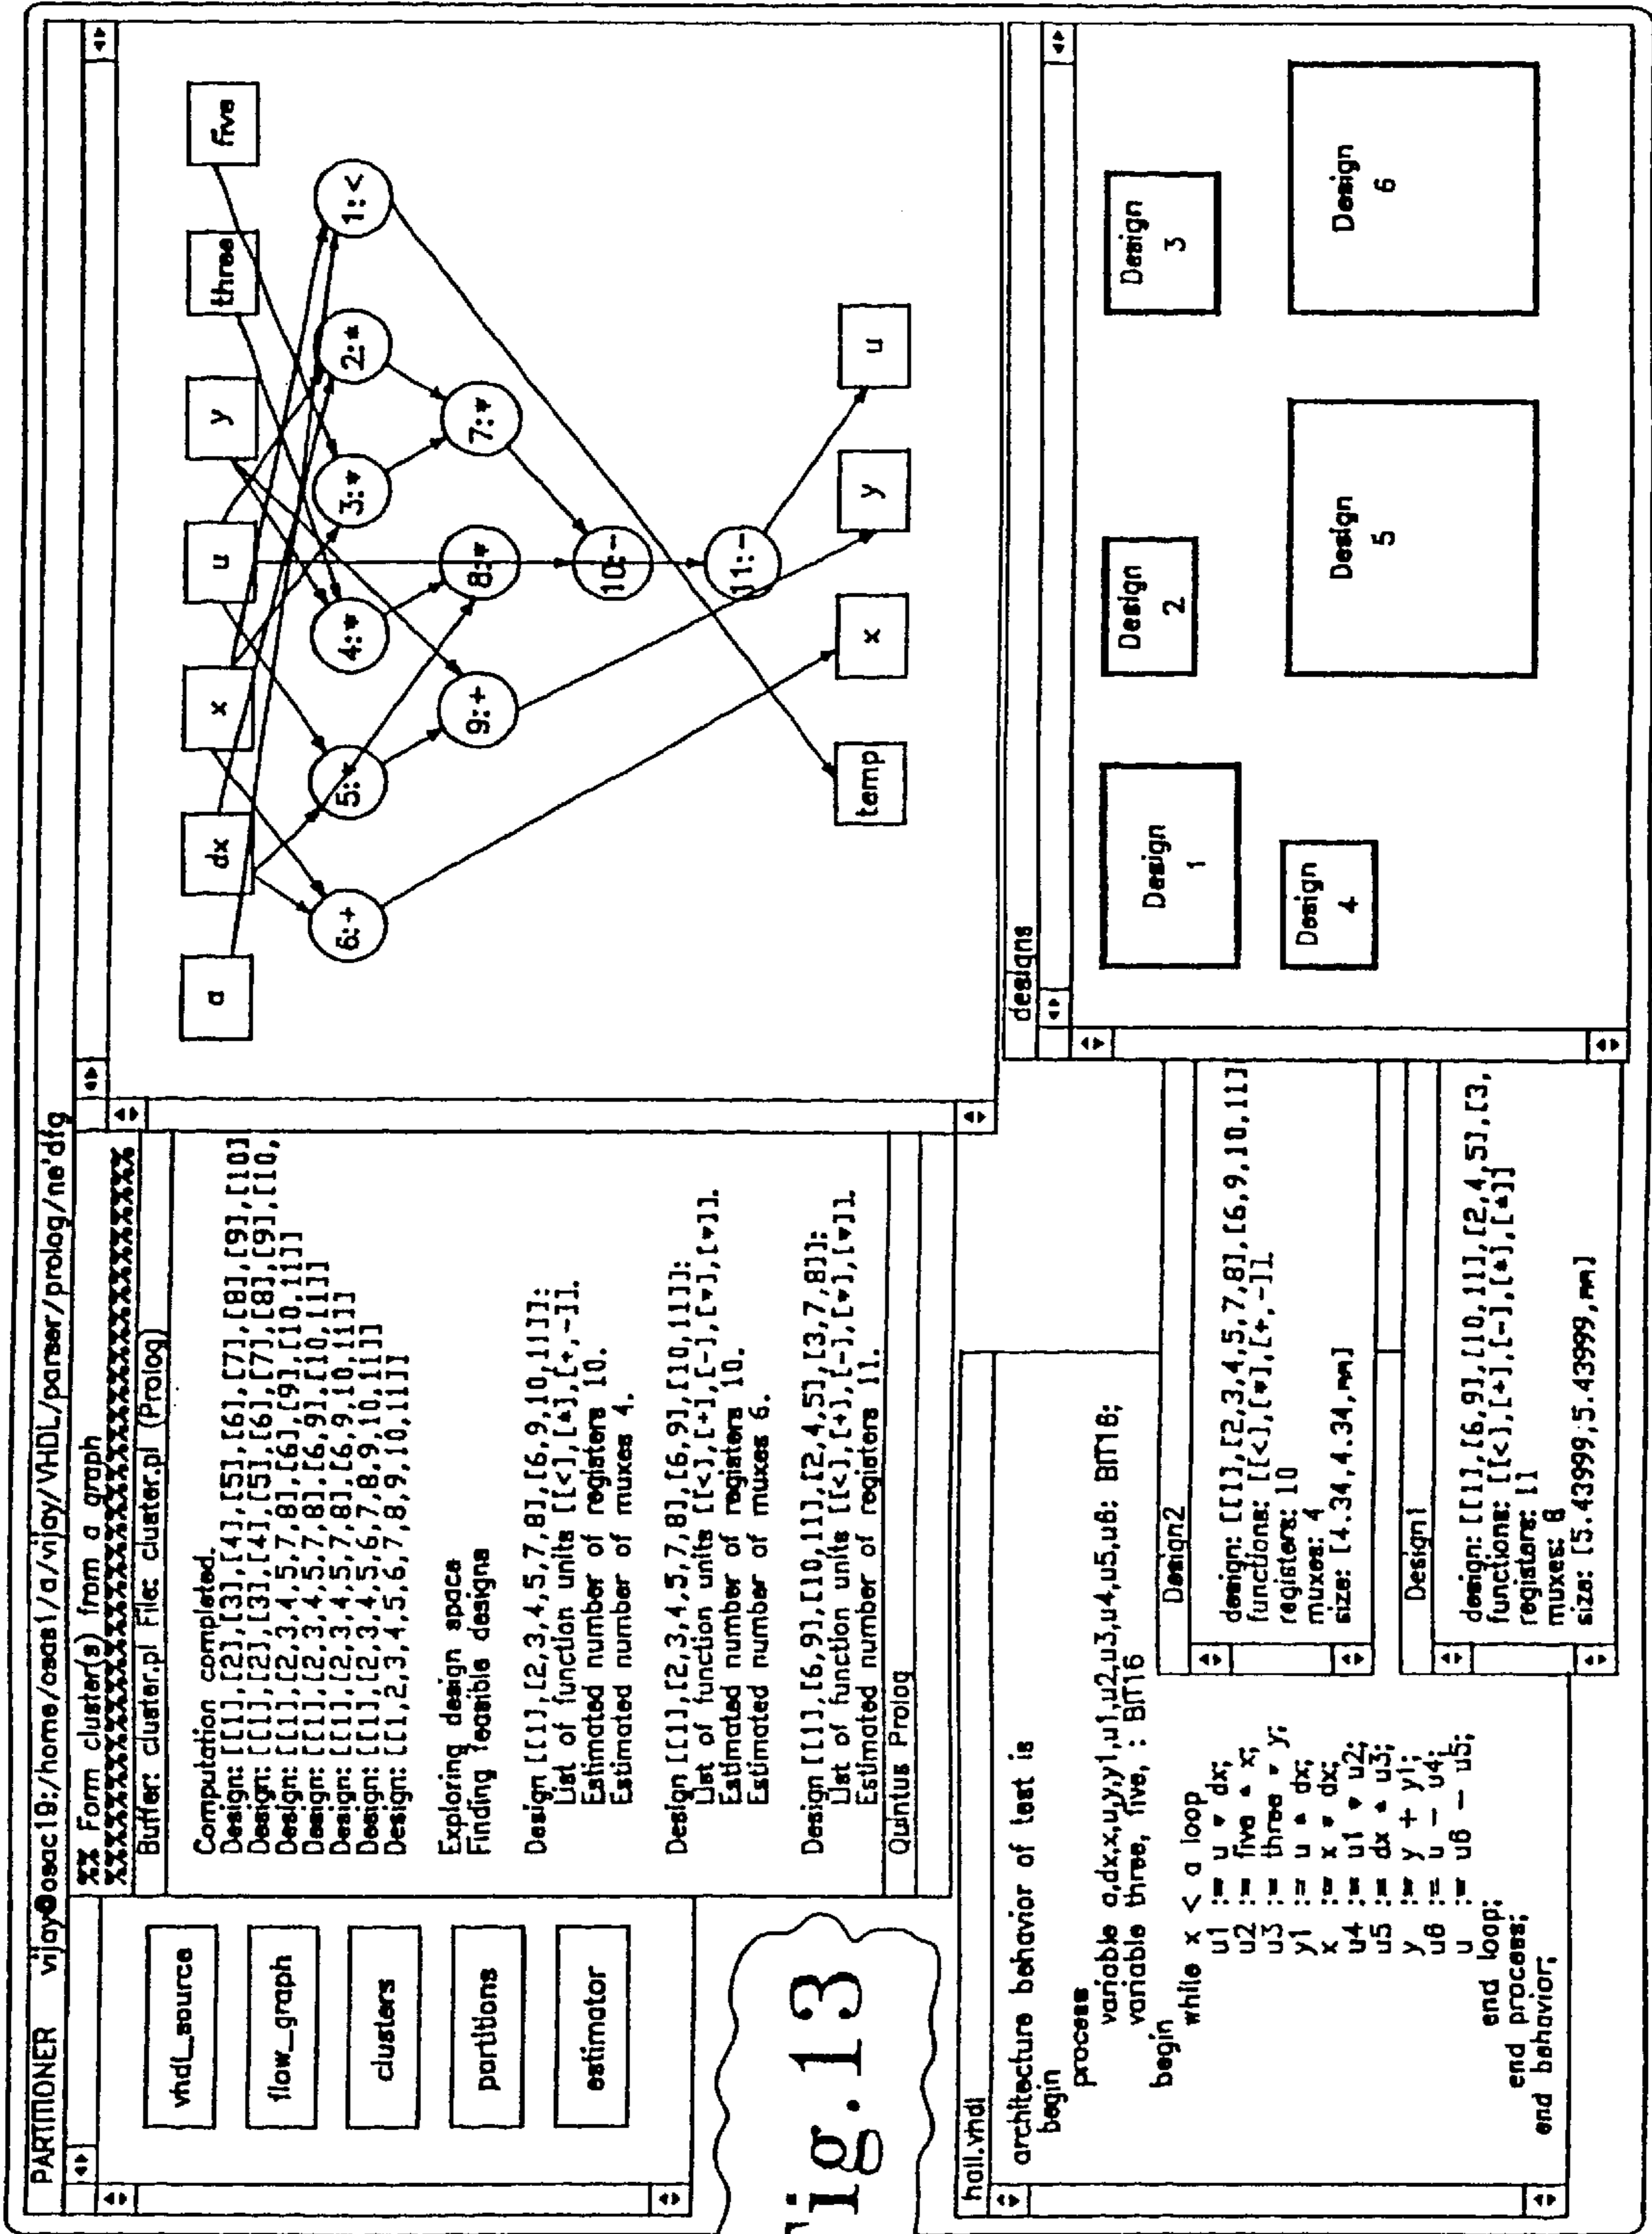 PARTITIONER vijay@osac19:/home/osas1/a/vijay/VHDL/parser/prolog/ne'dfg
vhdl_source
flow_graph
clusters
partitions
estimator
Fig.13
%% Form cluster(s) from a graph
%%%%%%%%%%%%%%%%%%%%%%%%%%%%
Buffer: cluster.pl File: cluster.pl (Prolog)
Computation completed.
Design: [[1],[2],[3],[4],[5],[6],[7],[8],[9],[10]
Design: [[1],[2],[3],[4],[5],[6],[7],[8],[9],[10,
Design: [[1],[2,3,4,5,7,8],[6],[9],[10,11]]
Design: [[1],[2,3,4,5,7,8],[6,9],[10,11]]
Design: [[1],[2,3,4,5,7,8],[6,9,10,11]]
Design: [[1],[2,3,4,5,6,7,8,9,10,11]]
Design: [[1,2,3,4,5,6,7,8,9,10,11]]
Exploring design space
Finding feasible designs
Design [[1],[2,3,4,5,7,8],[6,9,10,11]]:
List of function units [[<],[*],[+,-]].
Estimated number of registers 10.
Estimated number of muxes 4.
Design [[1],[2,3,4,5,7,8],[6,9],[10,11]]:
List of function units [[<],[+],[-],[*],[*]].
Estimated number of registers 10.
Estimated number of muxes 6.
Design [[1],[6,9],[10,11],[2,4,5],[3,7,8]]:
List of function units [[<],[+],[-],[*],[*]].
Estimated number of registers 11.
Quintus Prolog
a
dx
x
u
y
three
five
6:+
5:*
4:*
3:*
2:*
1:<
9:+
8:*
7:*
10:-
11:-
temp
x
y
u
hall.vhdl
architecture behavior of test is
begin
process
variable a,dx,x,u,y,y1,u1,u2,u3,u4,u5,u6: BIT16;
variable three, five, : BIT16
begin
while x < a loop
u1 := u * dx;
u2 := five * x;
u3 := three * y;
y1 := u * dx;
x := x + dx;
u4 := u1 * u2;
u5 := dx * u3;
y := y + y1;
u6 := u - u4;
u := u6 - u5;
end loop;
end process;
end behavior;
Design2
design: [[1],[2,3,4,5,7,8],[6,9,10,11]
functions: [[<],[*],[+,-]]
registers: 10
muxes: 4
size: [4.34,4.34,mm]
Design1
design: [[1],[6,9],[10,11],[2,4,5],[3,
functions: [[<],[+],[-],[*],[*]]
registers: 11
muxes: 8
size: [5.43999,5.43999,mm]
designs
Design
1
Design
2
Design
3
Design
4
Design
5
Design
6